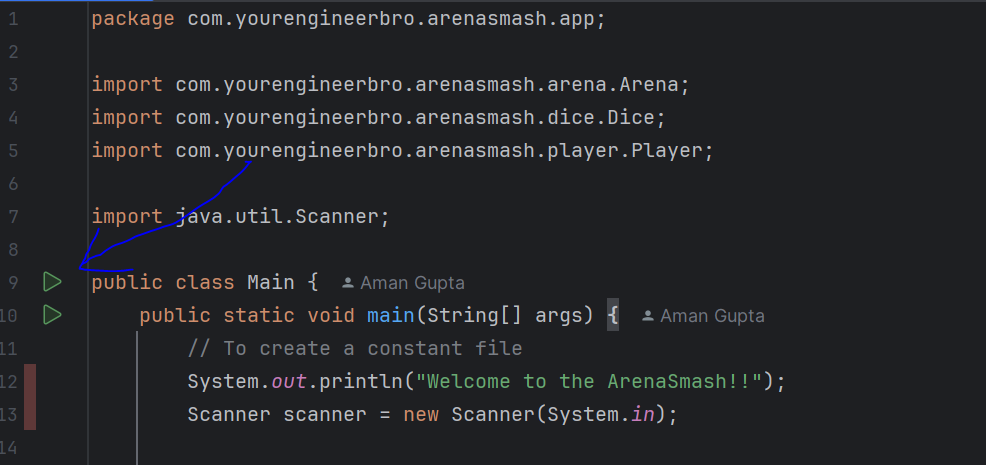 1 package com.yourengineerbro.arenasmash.app;
2
3 import com.yourengineerbro.arenasmash.arena.Arena;
4 import com.yourengineerbro.arenasmash.dice.Dice;
5 import com.yourengineerbro.arenasmash.player.Player;
6
7 import java.util.Scanner;
8
9 public class Main { Aman Gupta
10 public static void main(String[] args) { Aman Gupta
11 // To create a constant file
12 System.out.println("Welcome to the ArenaSmash!!");
13 Scanner scanner = new Scanner(System.in);
14